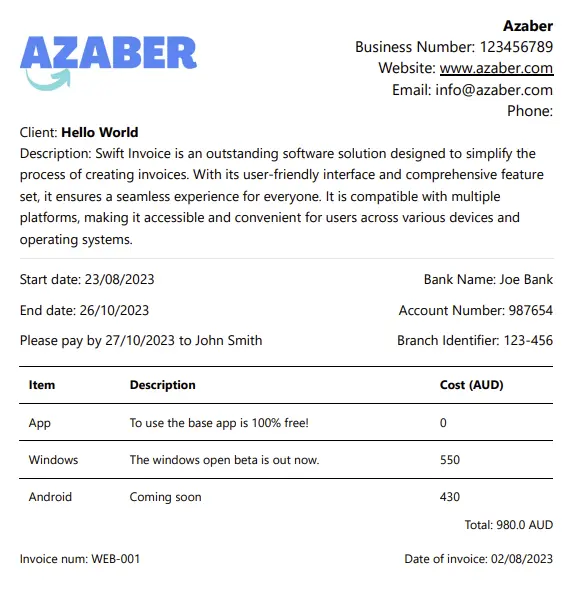 AZABER
Azaber
Business Number: 123456789
Website: www.azaber.com
Email: info@azaber.com
Phone:
Client: Hello World
Description: Swift Invoice is an outstanding software solution designed to simplify the
process of creating invoices. With its user-friendly interface and comprehensive feature
set, it ensures a seamless experience for everyone. It is compatible with multiple
platforms, making it accessible and convenient for users across various devices and
operating systems.
Start date: 23/08/2023 Bank Name: Joe Bank
End date: 26/10/2023 Account Number: 987654
Please pay by 27/10/2023 to John Smith Branch Identifier: 123-456
Item Description Cost (AUD)
App To use the base app is 100% free! 0
Windows The windows open beta is out now. 550
Android Coming soon 430
Total: 980.0 AUD
Invoice num: WEB-001 Date of invoice: 02/08/2023